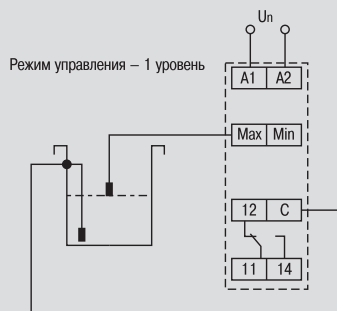 Un
Режим управления – 1 уровень
A1 A2
Max Min
12 C
11 14